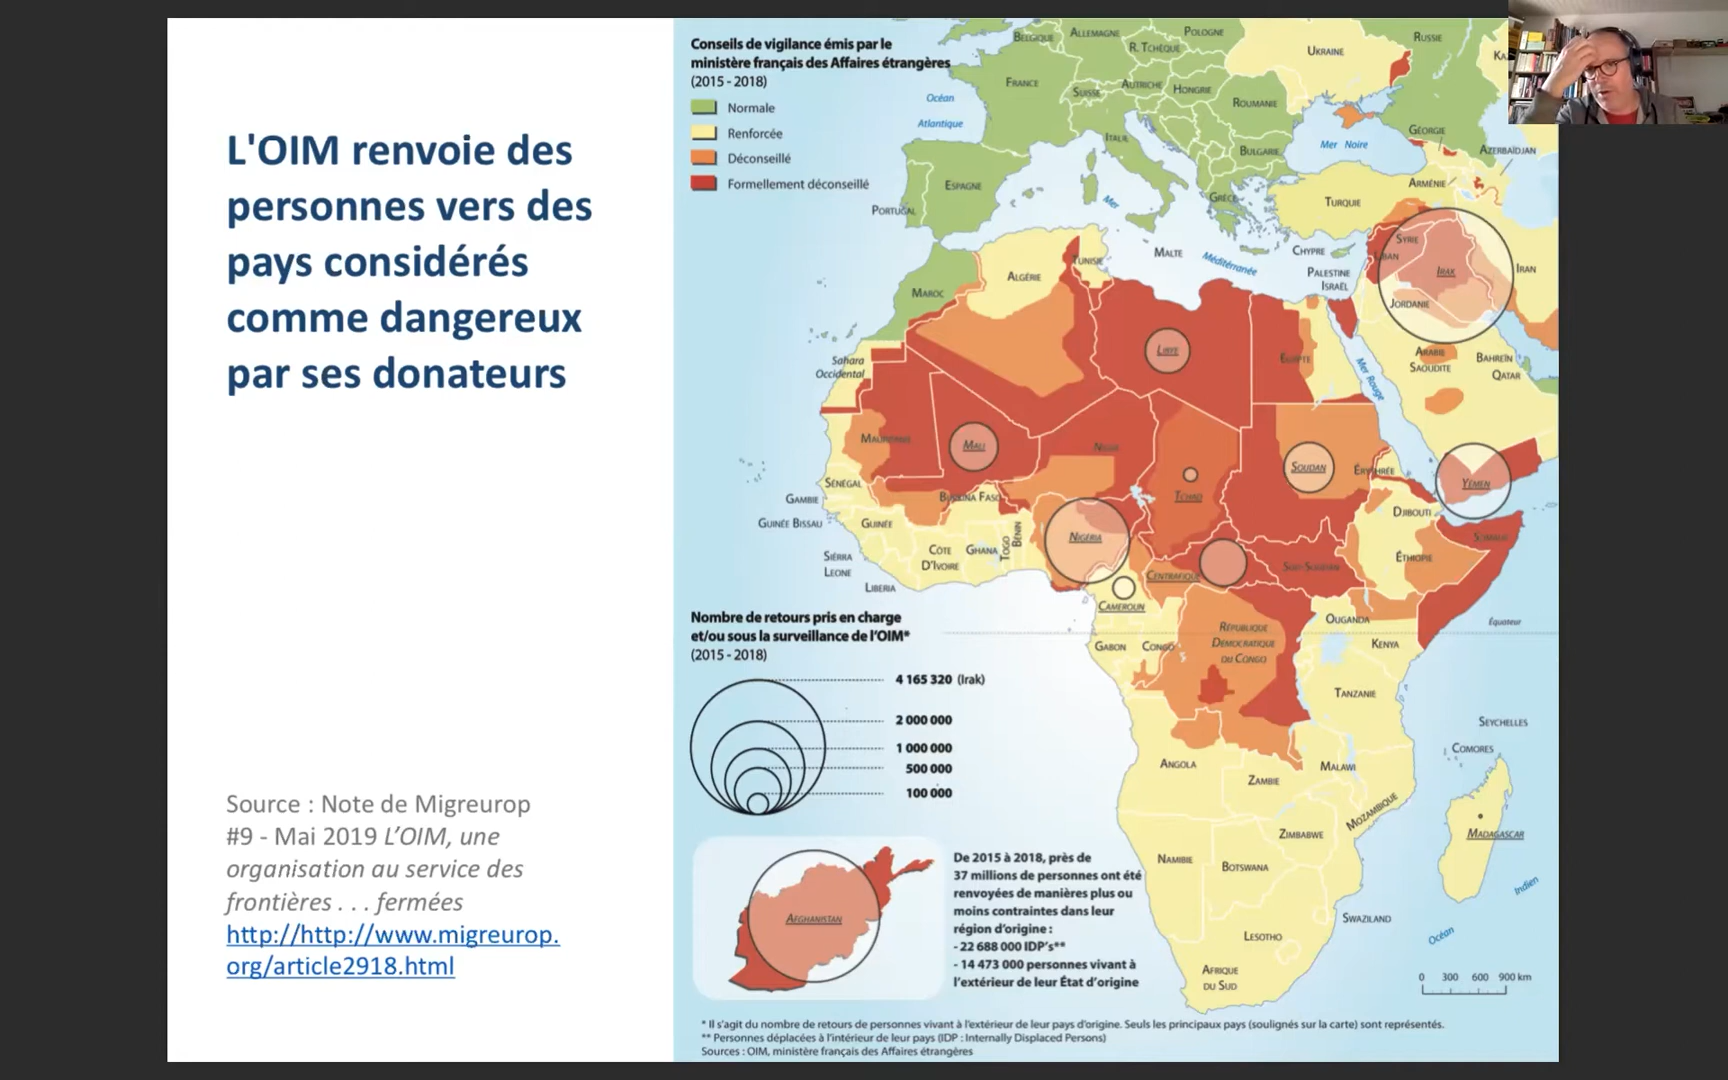 L'OIM renvoie des
personnes vers des
pays considérés
comme dangereux
par ses donateurs
Source : Note de Migreurop
#9 - Mai 2019 L’OIM, une
organisation au service des
frontières . . . fermées
http://http://www.migreurop.
org/article2918.html
Conseils de vigilance émis par le
ministère français des Affaires étrangères
(2015 - 2018)
Normale
Renforcée
Déconseillé
Formellement déconseillé
Océan
Atlantique
BELGIQUE
ALLEMAGNE
POLOGNE
R. TCHÈQUE
UKRAINE
RUSSIE
FRANCE
SUISSE
AUTRICHE
HONGRIE
ROUMANIE
ITALIE
BULGARIE
Mer Noire
GÉORGIE
AZERBAÏDJAN
ARMÉNIE
PORTUGAL
ESPAGNE
Mer
Méditerranée
GRÈCE
TURQUIE
MALTE
CHYPRE
SYRIE
LIBAN
IRAK
IRAN
PALESTINE
ISRAËL
JORDANIE
MAROC
ALGÉRIE
TUNISIE
LIBYE
ÉGYPTE
Mer Rouge
ARABIE
SAOUDITE
BAHREÏN
QATAR
Sahara
Occidental
MAURITANIE
MALI
NIGER
TCHAD
SOUDAN
ÉRYTHRÉE
YÉMEN
SÉNÉGAL
GAMBIE
GUINÉE BISSAU
GUINÉE
BURKINA FASO
SIERRA
LEONE
LIBERIA
CÔTE
D'IVOIRE
GHANA
TOGO
BENIN
NIGÉRIA
CAMEROUN
CENTRAFIQUE
SUD-SOUDAN
DJIBOUTI
ÉTHIOPIE
SOMALIE
GABON
CONGO
RÉPUBLIQUE
DÉMOCRATIQUE
DU CONGO
OUGANDA
KENYA
Équateur
TANZANIE
SEYCHELLES
COMORES
ANGOLA
ZAMBIE
MALAWI
MOZAMBIQUE
ZIMBABWE
MADAGASCAR
NAMIBIE
BOTSWANA
SWAZILAND
LESOTHO
AFRIQUE
DU SUD
Océan
Indien
0 300 600 900 km
Nombre de retours pris en charge
et/ou sous la surveillance de l’OIM*
(2015 - 2018)
4 165 320 (Irak)
2 000 000
1 000 000
500 000
100 000
AFGHANISTAN
De 2015 à 2018, près de
37 millions de personnes ont été
renvoyées de manières plus ou
moins contraintes dans leur
région d’origine :
- 22 688 000 IDP’s**
- 14 473 000 personnes vivant à
l’extérieur de leur État d’origine
* Il s’agit du nombre de retours de personnes vivant à l’extérieur de leur pays d’origine. Seuls les principaux pays (soulignés sur la carte) sont représentés.
** Personnes déplacées à l’intérieur de leur pays (IDP : Internally Displaced Persons)
Sources : OIM, ministère français des Affaires étrangères